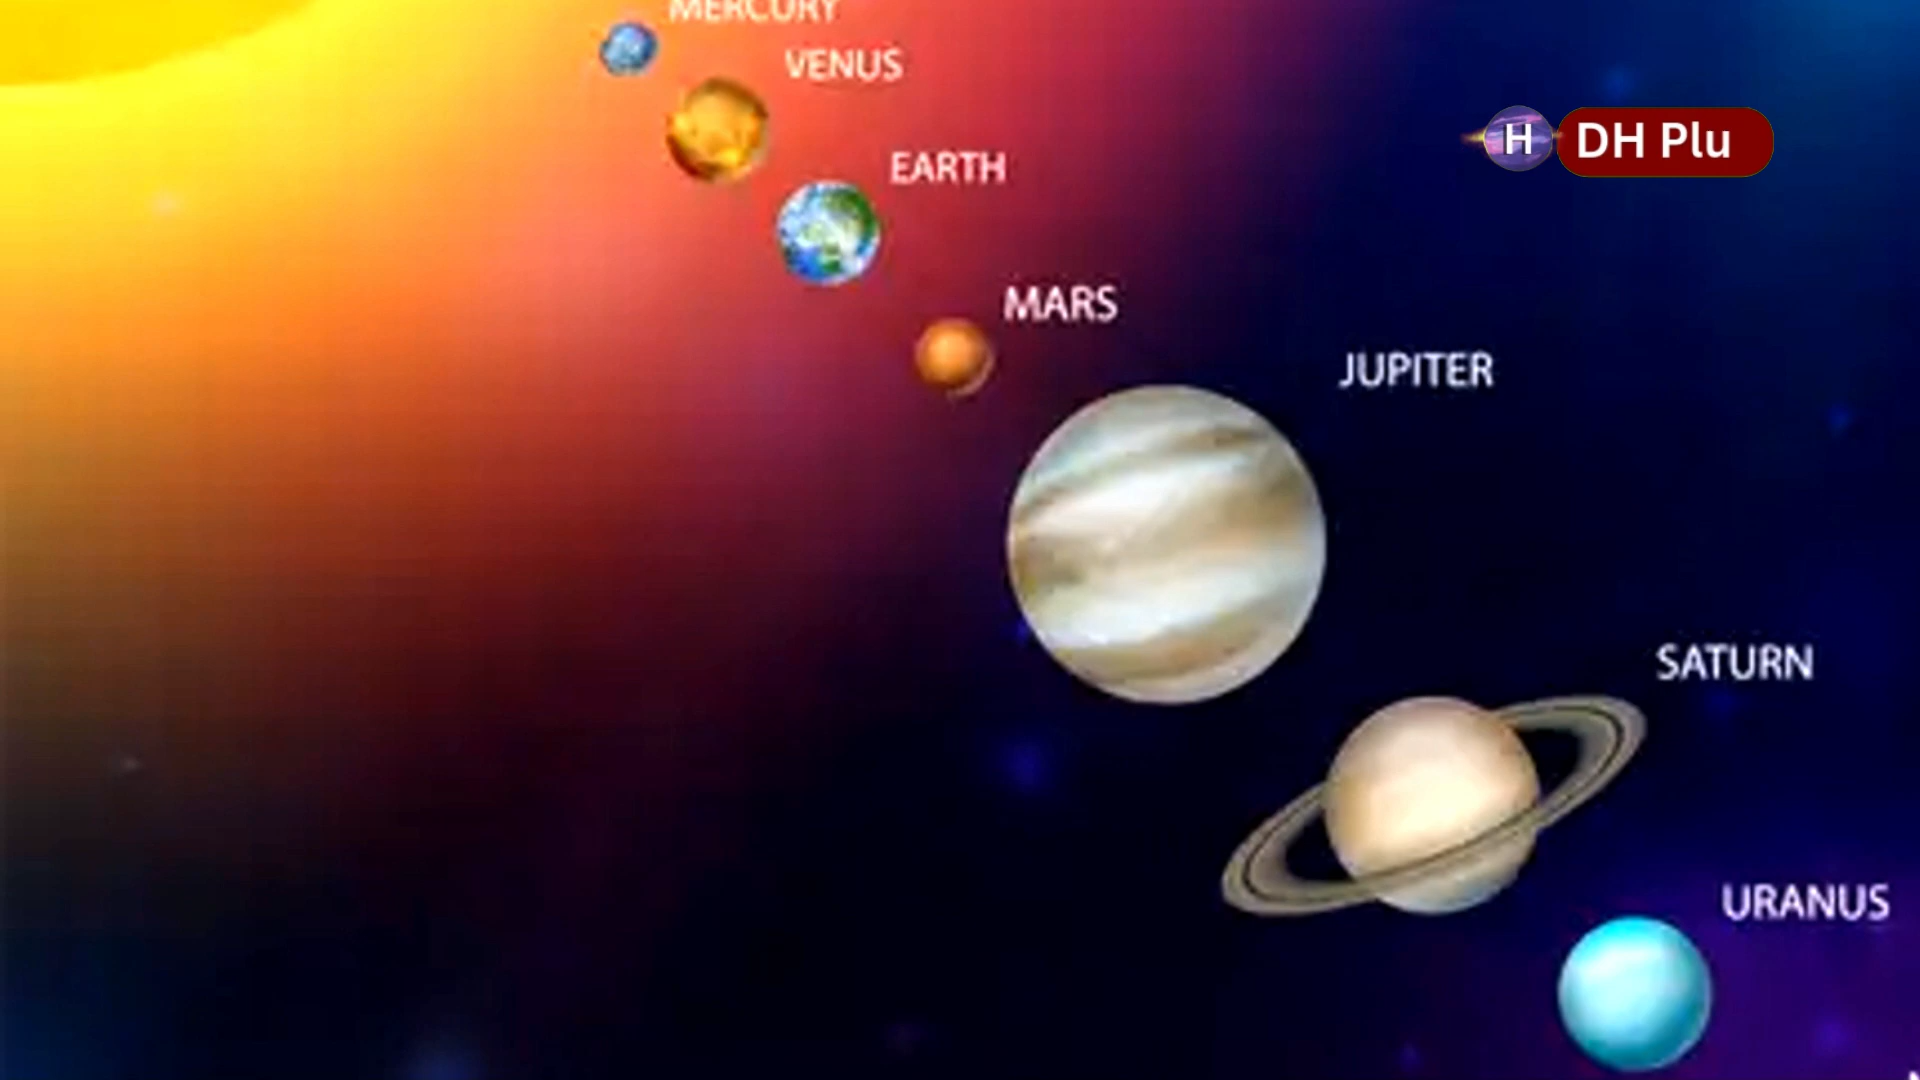 MERCURY
VENUS
EARTH
H DH Plu
MARS
JUPITER
SATURN
URANUS